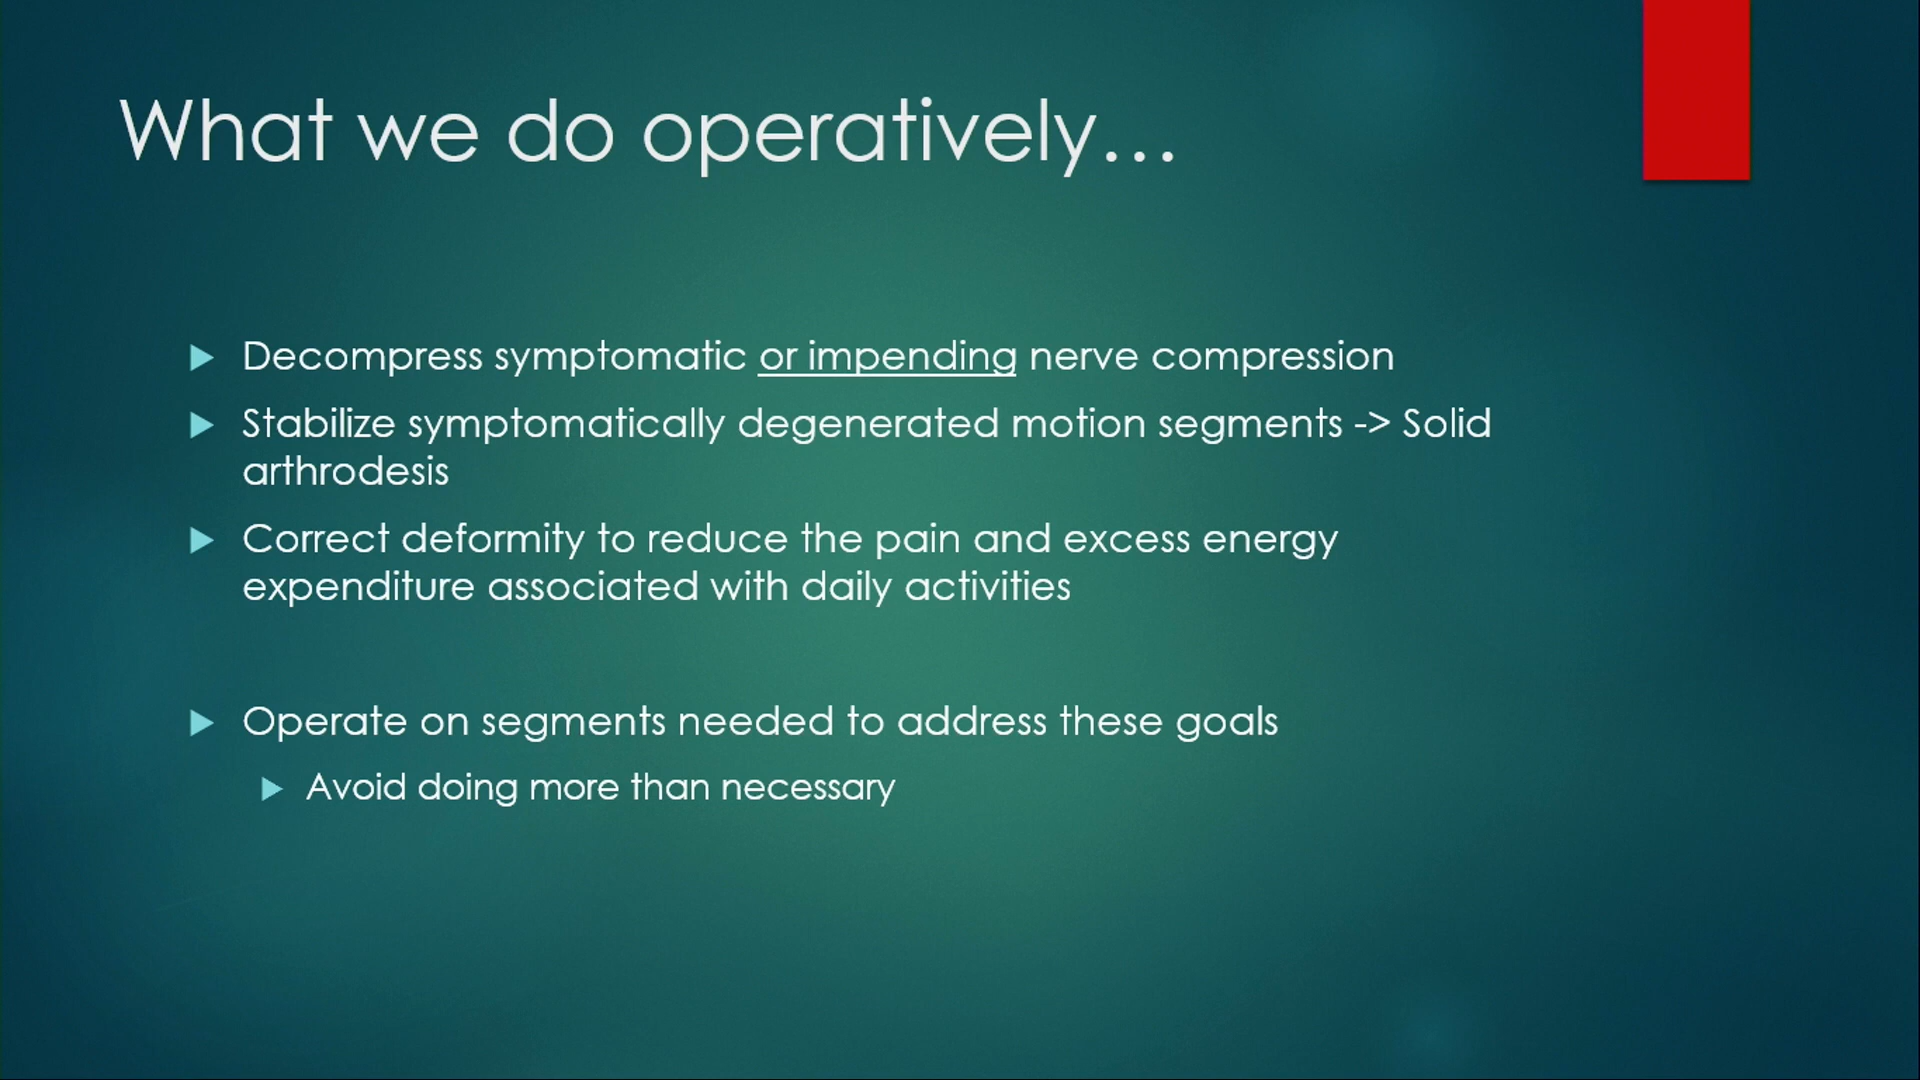 What we do operatively...
Decompress symptomatic or impending nerve compression
Stabilize symptomatically degenerated motion segments -> Solid
arthrodesis
Correct deformity to reduce the pain and excess energy
expenditure associated with daily activities
Operate on segments needed to address these goals
Avoid doing more than necessary